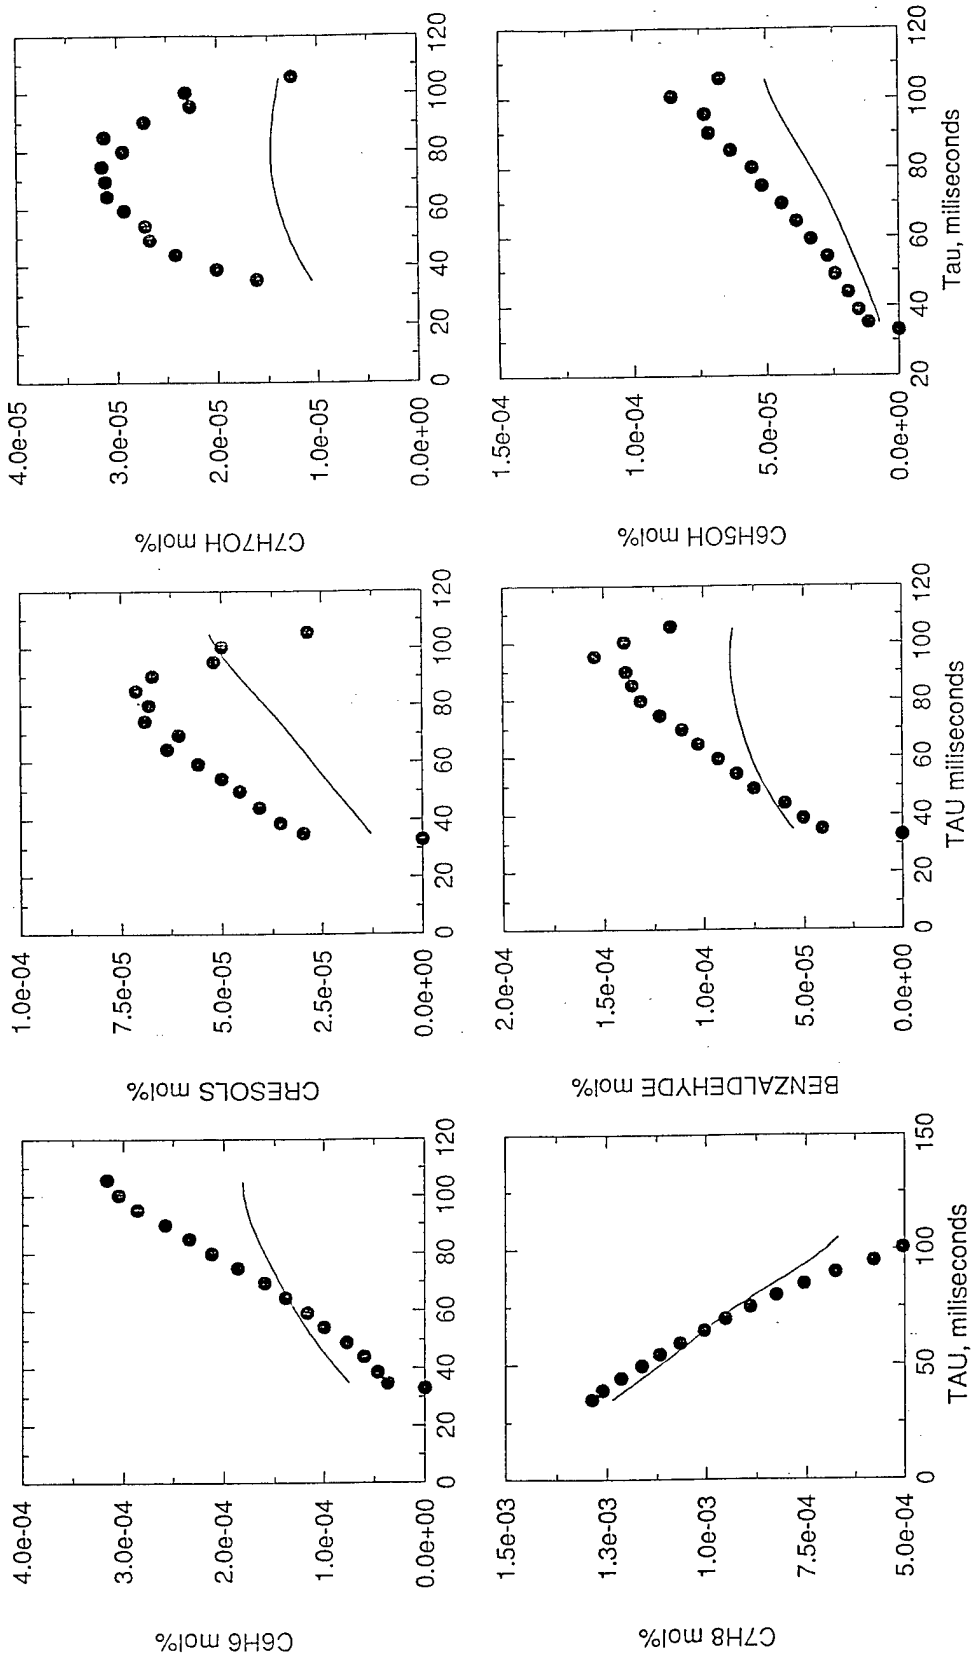 4.0e-04
3.0e-04
2.0e-04
1.0e-04
0.0e+00
C6H6 mol%
0 20 40 60 80 100 120
1.0e-04
7.5e-05
5.0e-05
2.5e-05
0.0e+00
CRESOLS mol%
0 20 40 60 80 100 120
4.0e-05
3.0e-05
2.0e-05
1.0e-05
0.0e+00
C7H7OH mol%
0 20 40 60 80 100 120
1.5e-03
1.3e-03
1.0e-03
7.5e-04
5.0e-04
C7H8 mol%
0 50 100 150
TAU, miliseconds
2.0e-04
1.5e-04
1.0e-04
5.0e-05
0.0e+00
BENZALDEHYDE mol%
0 20 40 60 80 100 120
TAU miliseconds
1.5e-04
1.0e-04
5.0e-05
0.0e+00
C6H5OH mol%
20 40 60 80 100 120
Tau, miliseconds